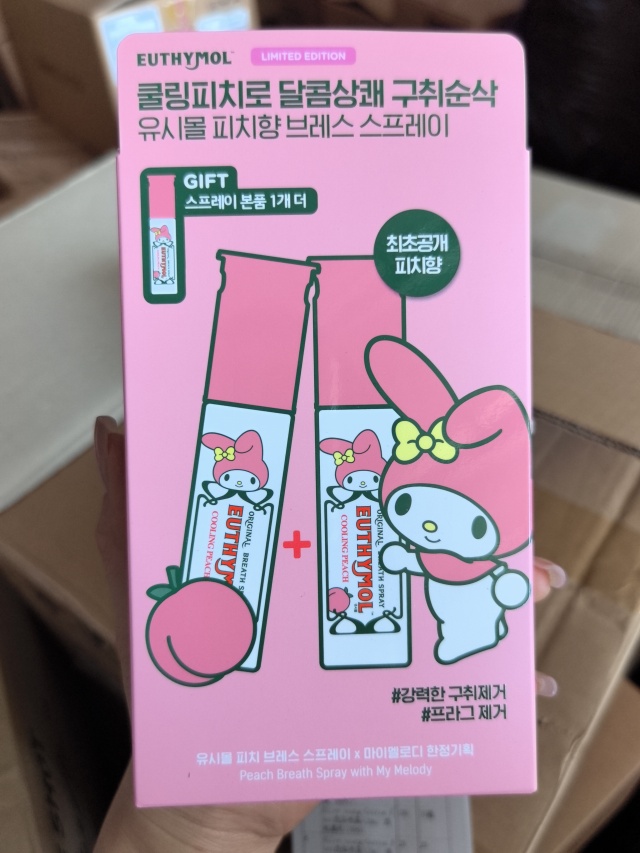 EUTHYMOL™ LIMITED EDITION
쿨링피치로 달콤상쾌 구취순삭
유시몰 피치향 브레스 스프레이
GIFT
스프레이 본품 1개 더
최초공개
피치향
ORIGINAL BREATH
EUTHYMOL
COOLING PEACH
+
ORIGINAL BREATH SPRAY
EUTHYMOL
COOLING PEACH
#강력한 구취제거
#프라그 제거
유시몰 피치 브레스 스프레이 x 마이멜로디 한정기획
Peach Breath Spray with My Melody